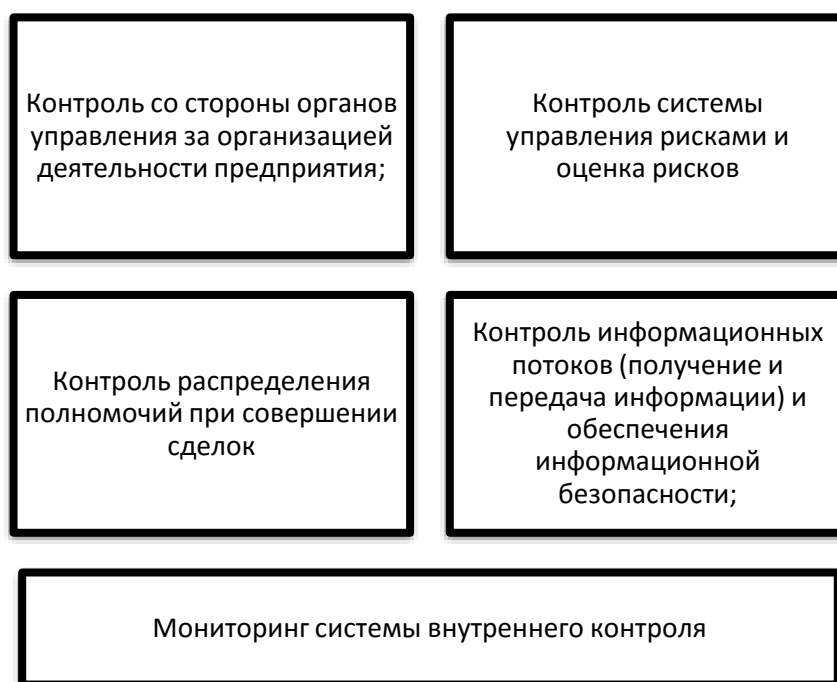 Контроль со стороны органов
управления за организацией
деятельности предприятия;
Контроль системы
управления рисками и
оценка рисков
Контроль распределения
полномочий при совершении
сделок
Контроль информационных
потоков (получение и
передача информации) и
обеспечения
информационной
безопасности;
Мониторинг системы внутреннего контроля